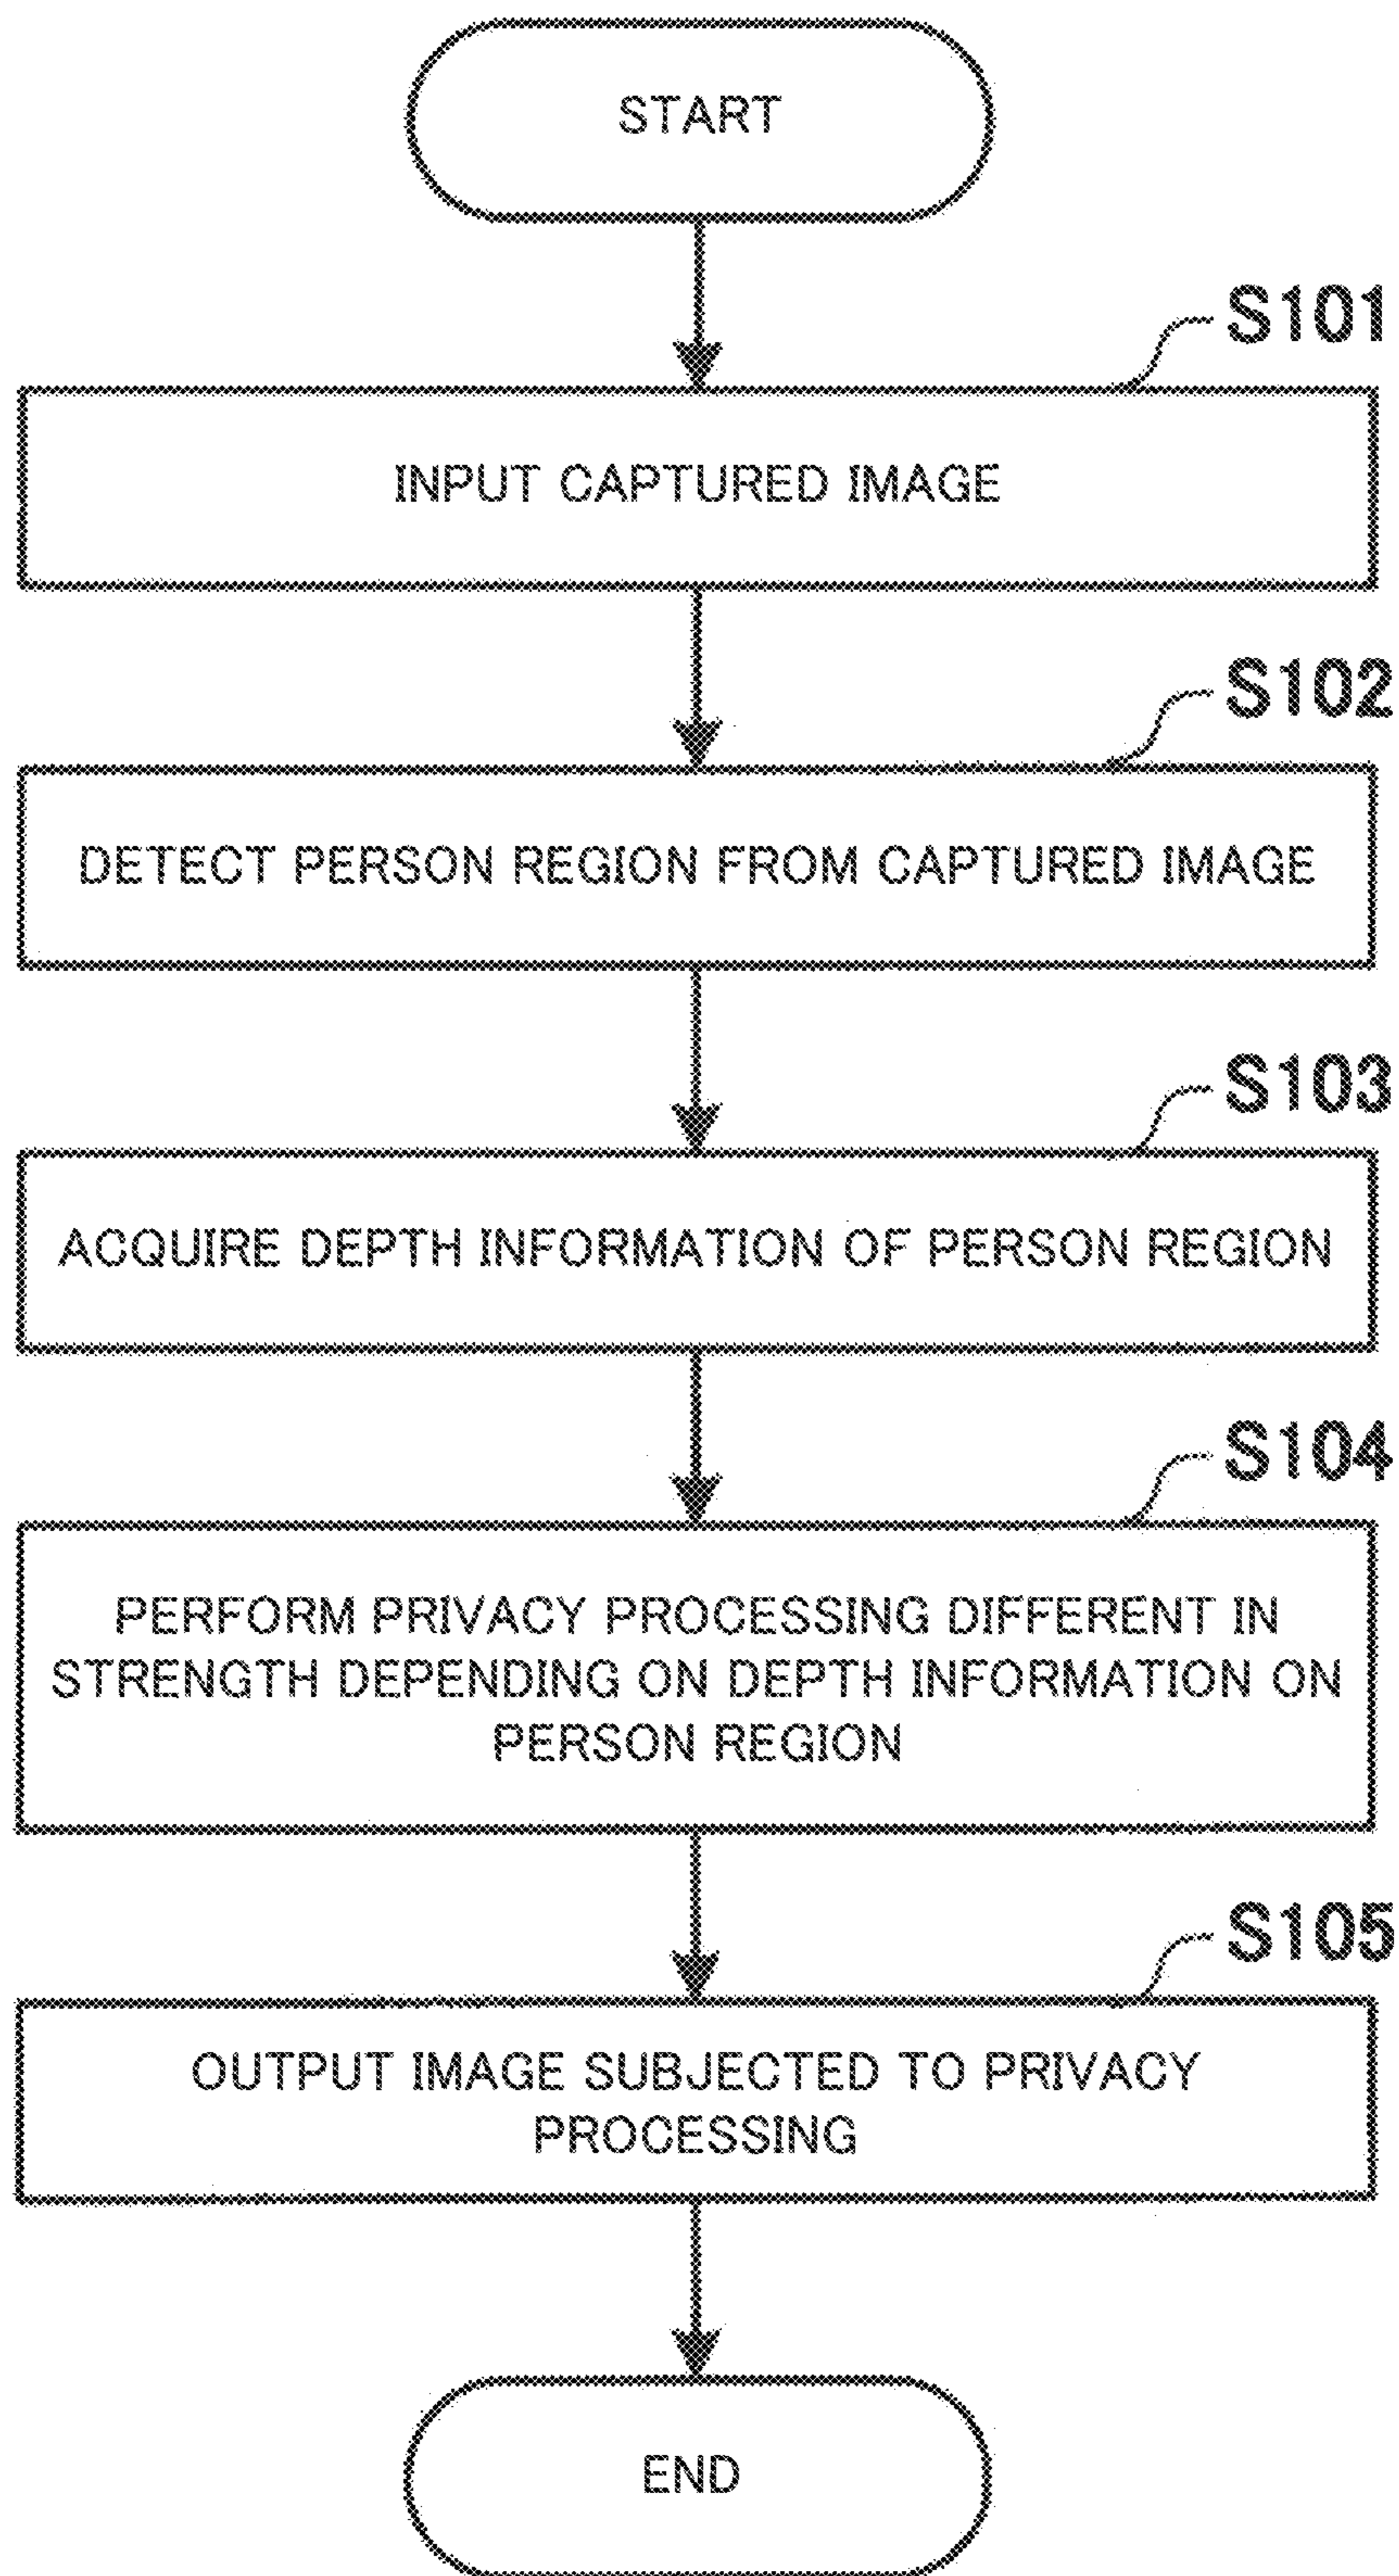 START
S101
INPUT CAPTURED IMAGE
S102
DETECT PERSON REGION FROM CAPTURED IMAGE
S103
ACQUIRE DEPTH INFORMATION OF PERSON REGION
S104
PERFORM PRIVACY PROCESSING DIFFERENT IN
STRENGTH DEPENDING ON DEPTH INFORMATION ON
PERSON REGION
S105
OUTPUT IMAGE SUBJECTED TO PRIVACY
PROCESSING
END